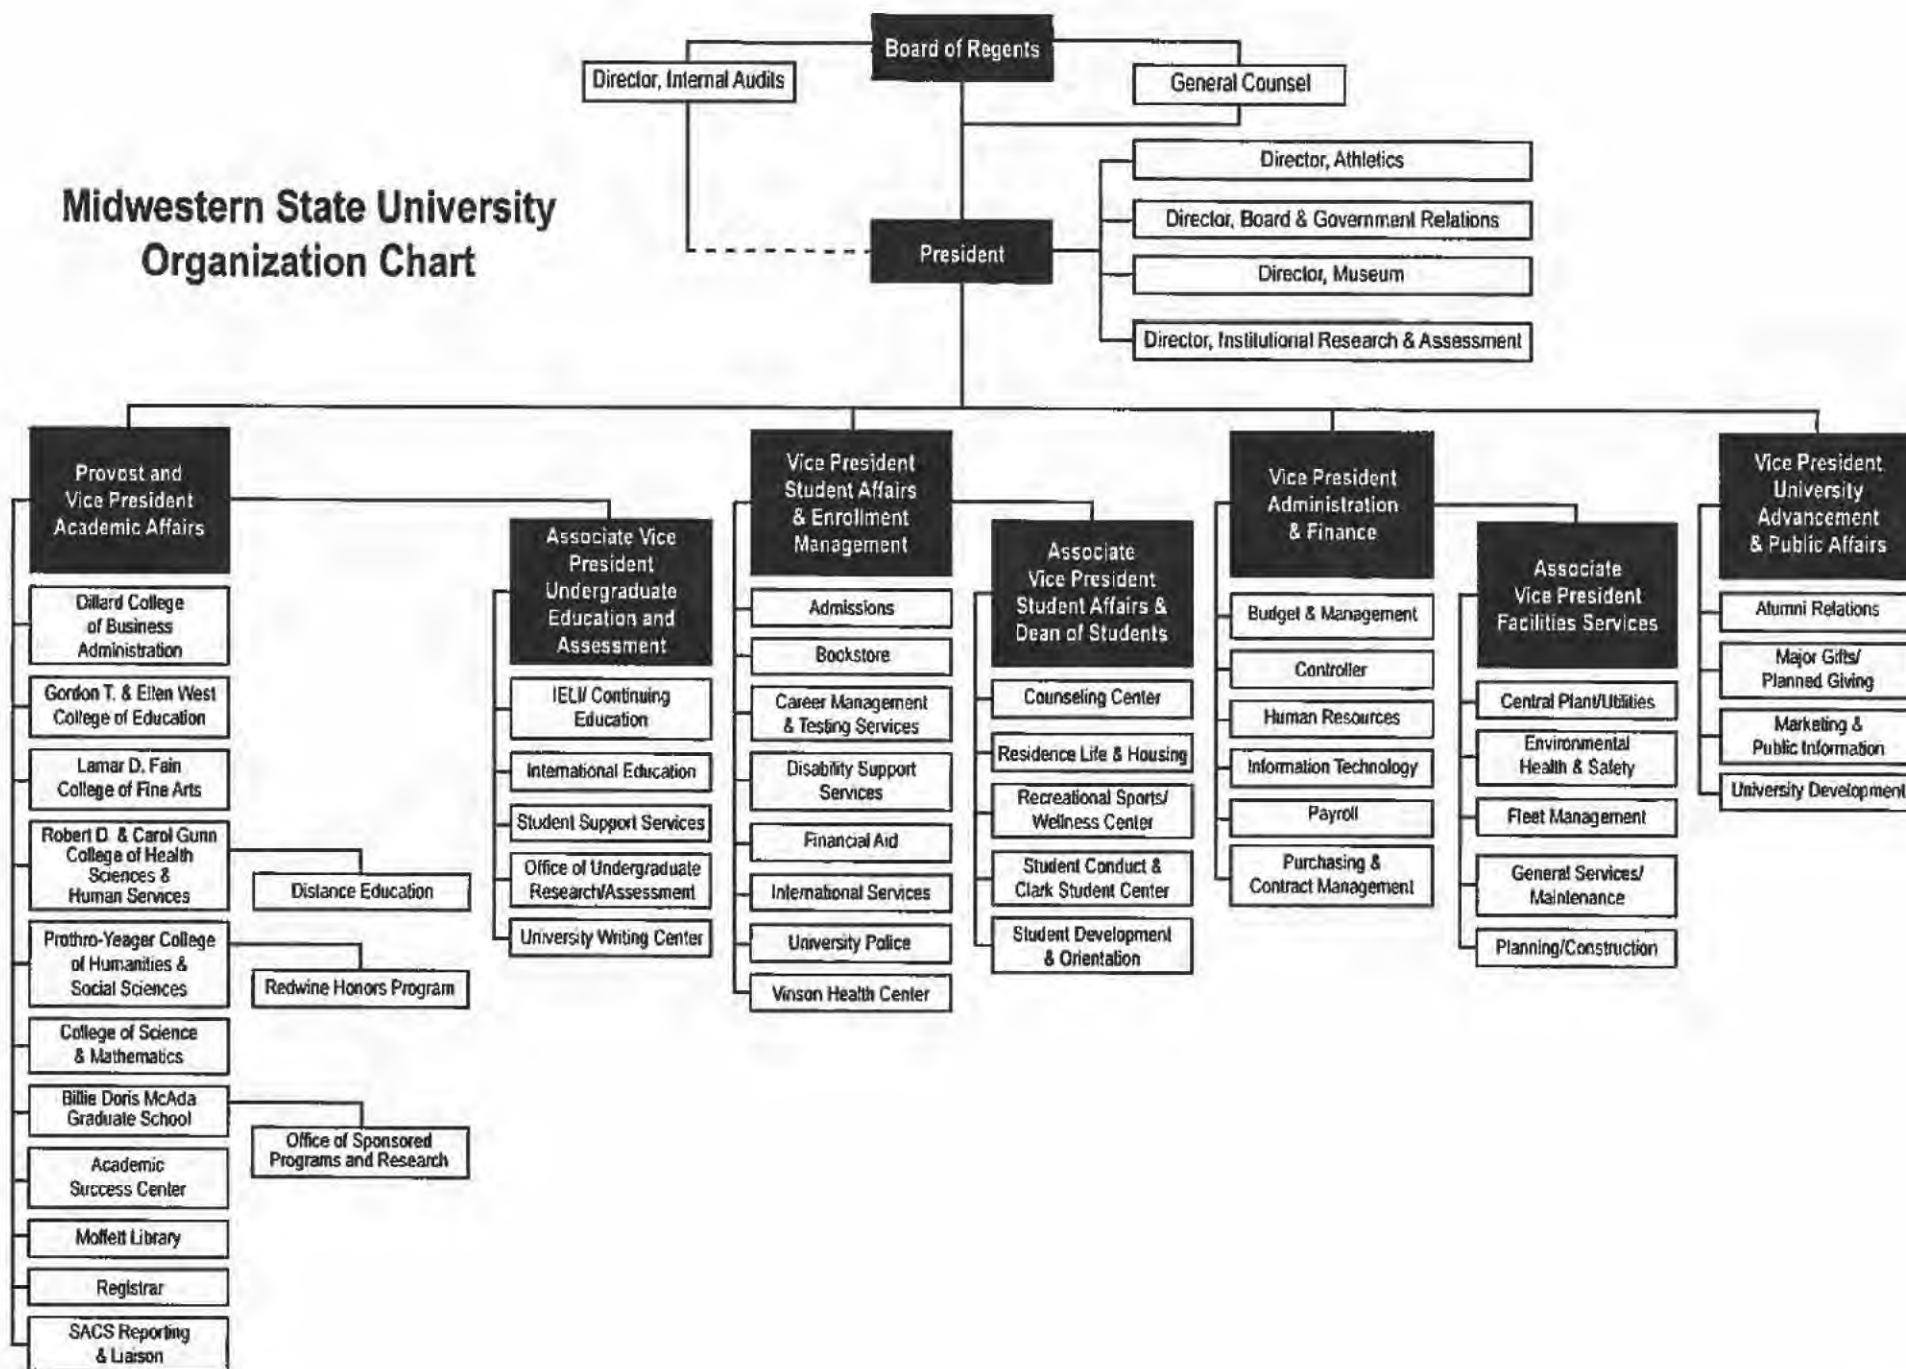 Board of Regents
Director, Internal Audits
General Counsel
Midwestern State University
Organization Chart
Director, Athletics
Director, Board & Government Relations
President
Director, Museum
Director, Institutional Research & Assessment
Provost and
Vice President
Academic Affairs
Dillard College
of Business
Administration
Gordon T. & Ellen West
College of Education
Lamar D. Fain
College of Fine Arts
Robert D. & Carol Gunn
College of Health
Sciences &
Human Services
Distance Education
Prothro-Yeager College
of Humanities &
Social Sciences
Redwine Honors Program
College of Science
& Mathematics
Billie Doris McAda
Graduate School
Office of Sponsored
Programs and Research
Academic
Success Center
Moffett Library
Registrar
SACS Reporting
& Liaison
Associate Vice
President
Undergraduate
Education and
Assessment
IELI/ Continuing
Education
International Education
Student Support Services
Office of Undergraduate
Research/Assessment
University Writing Center
Vice President
Student Affairs
& Enrollment
Management
Admissions
Bookstore
Career Management
& Testing Services
Disability Support
Services
Financial Aid
International Services
University Police
Vinson Health Center
Associate
Vice President
Student Affairs &
Dean of Students
Counseling Center
Residence Life & Housing
Recreational Sports/
Wellness Center
Student Conduct &
Clark Student Center
Student Development
& Orientation
Vice President
Administration
& Finance
Budget & Management
Controller
Human Resources
Information Technology
Payroll
Purchasing &
Contract Management
Associate
Vice President
Facilities Services
Central Plant/Utilities
Environmental
Health & Safety
Fleet Management
General Services/
Maintenance
Planning/Construction
Vice President
University
Advancement
& Public Affairs
Alumni Relations
Major Gifts/
Planned Giving
Marketing &
Public Information
University Development